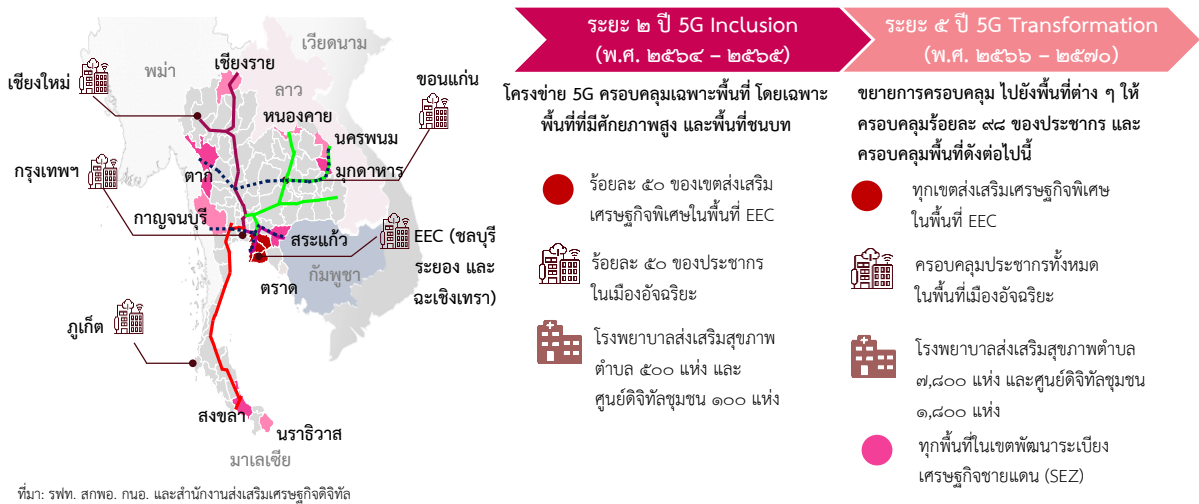 เวียดนาม
พม่า
เชียงราย
เชียงใหม่
ขอนแก่น
ลาว
หนองคาย
นครพนม
กรุงเทพฯ
ตาก
มุกดาหาร
กาญจนบุรี
สระแก้ว
EEC (ชลบุรี
ระยอง และ
ฉะเชิงเทรา)
กัมพูชา
ตราด
ภูเก็ต
สงขลา
นราธิวาส
มาเลเซีย
ที่มา: รฟท. สกพอ. กนอ. และสำนักงานส่งเสริมเศรษฐกิจดิจิทัล
ระยะ ๒ ปี 5G Inclusion
(พ.ศ. ๒๕๖๔ – ๒๕๖๕)
โครงข่าย 5G ครอบคลุมเฉพาะพื้นที่ โดยเฉพาะ
พื้นที่ที่มีศักยภาพสูง และพื้นที่ชนบท
ร้อยละ ๕๐ ของเขตส่งเสริม
เศรษฐกิจพิเศษในพื้นที่ EEC
ร้อยละ ๕๐ ของประชากร
ในเมืองอัจฉริยะ
โรงพยาบาลส่งเสริมสุขภาพ
ตำบล ๕๐๐ แห่ง และ
ศูนย์ดิจิทัลชุมชน ๑๐๐ แห่ง
ระยะ ๕ ปี 5G Transformation
(พ.ศ. ๒๕๖๖ – ๒๕๗๐)
ขยายการครอบคลุม ไปยังพื้นที่ต่าง ๆ ให้
ครอบคลุมร้อยละ ๙๘ ของประชากร และ
ครอบคลุมพื้นที่ดังต่อไปนี้
ทุกเขตส่งเสริมเศรษฐกิจพิเศษ
ในพื้นที่ EEC
ครอบคลุมประชากรทั้งหมด
ในพื้นที่เมืองอัจฉริยะ
โรงพยาบาลส่งเสริมสุขภาพตำบล
๗,๘๐๐ แห่ง และศูนย์ดิจิทัลชุมชน
๑,๘๐๐ แห่ง
ทุกพื้นที่ในเขตพัฒนาระเบียง
เศรษฐกิจชายแดน (SEZ)